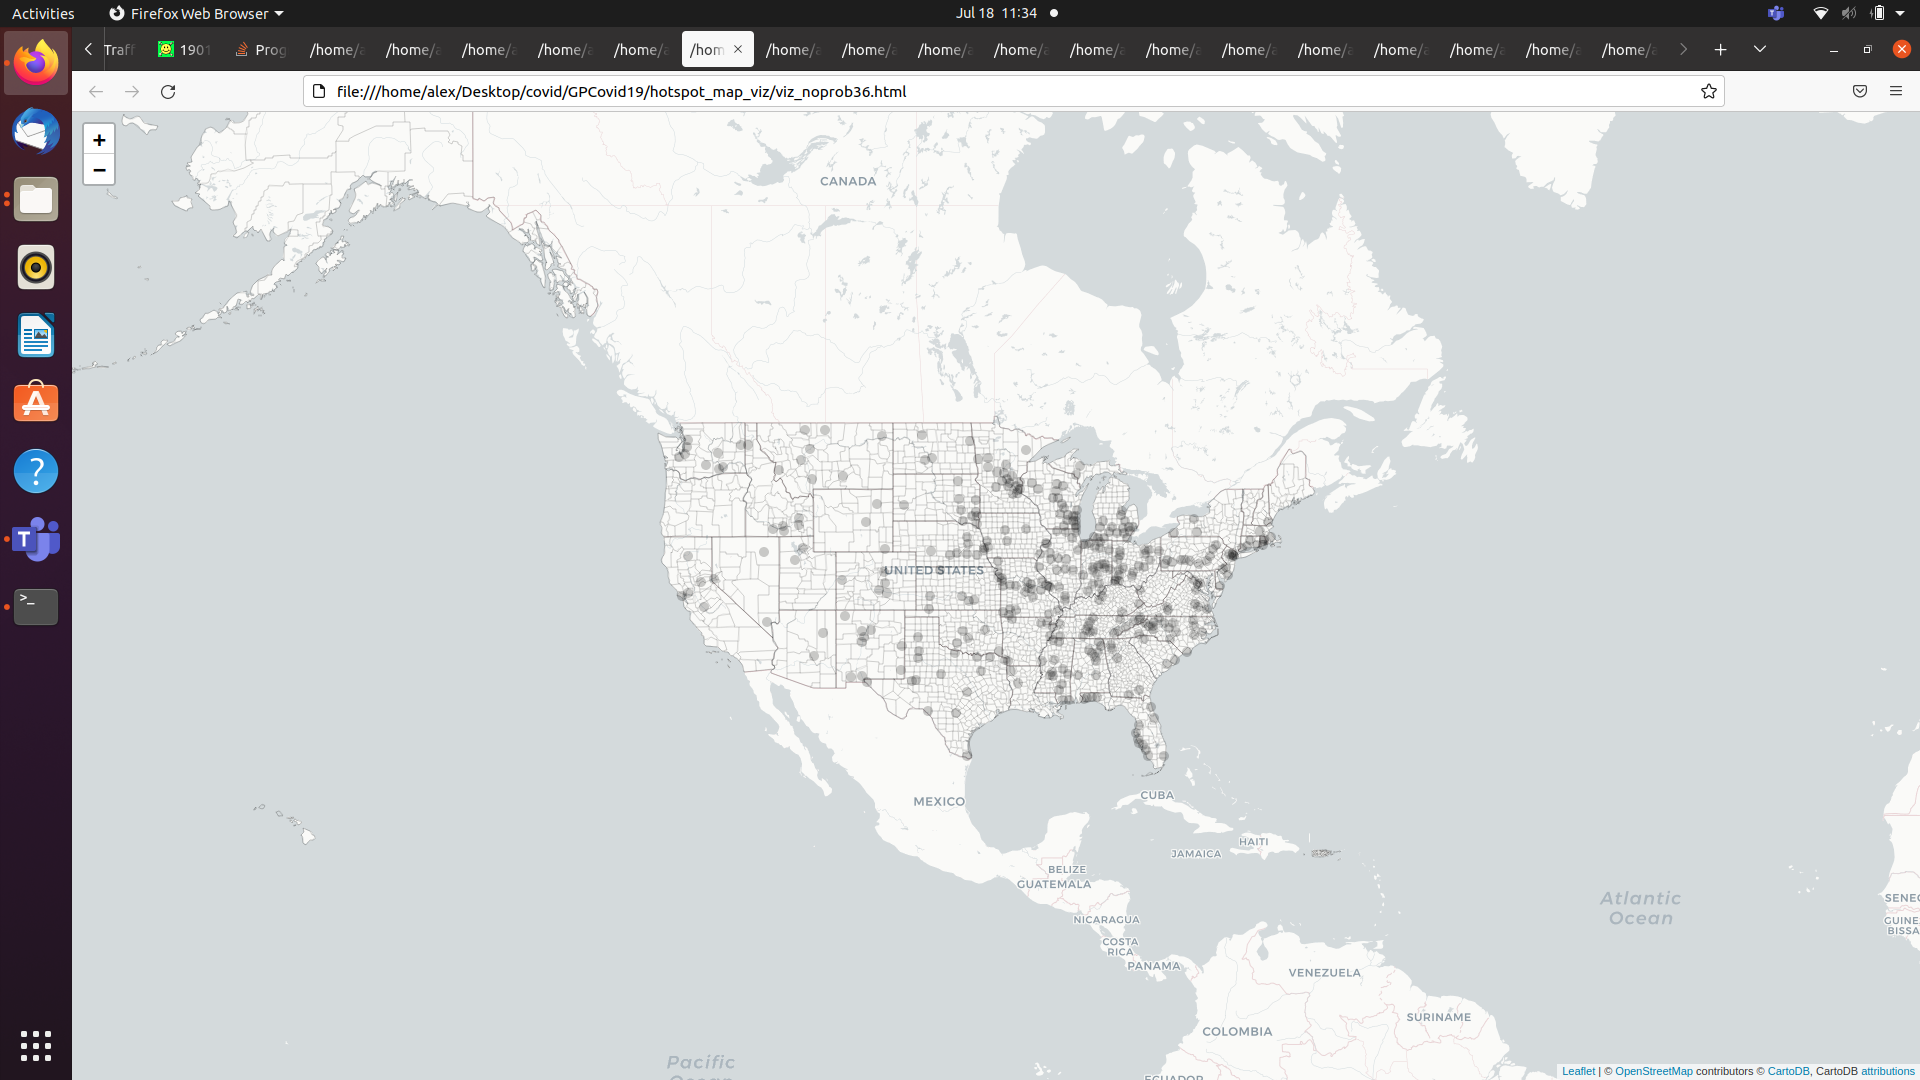 Activities
Firefox Web Browser
Jul 18 11:34
Traff
1901
Prog
/home/a
/home/a
/home/a
/home/a
/home/a
/hom
/home/a
/home/a
/home/a
/home/a
/home/a
/home/a
/home/a
/home/a
/home/a
/home/a
/home/a
/home/a
file:///home/alex/Desktop/covid/GPCovid19/hotspot_map_viz/viz_noprob36.html
+
−
CANADA
UNITED STATES
MEXICO
CUBA
HAITI
JAMAICA
BELIZE
GUATEMALA
NICARAGUA
COSTA
RICA
PANAMA
VENEZUELA
COLOMBIA
SURINAME
ECUADOR
Atlantic
Ocean
SENEG
GUINE
BISSA
Pacific
Ocean
Leaflet | © OpenStreetMap contributors © CartoDB, CartoDB attributions